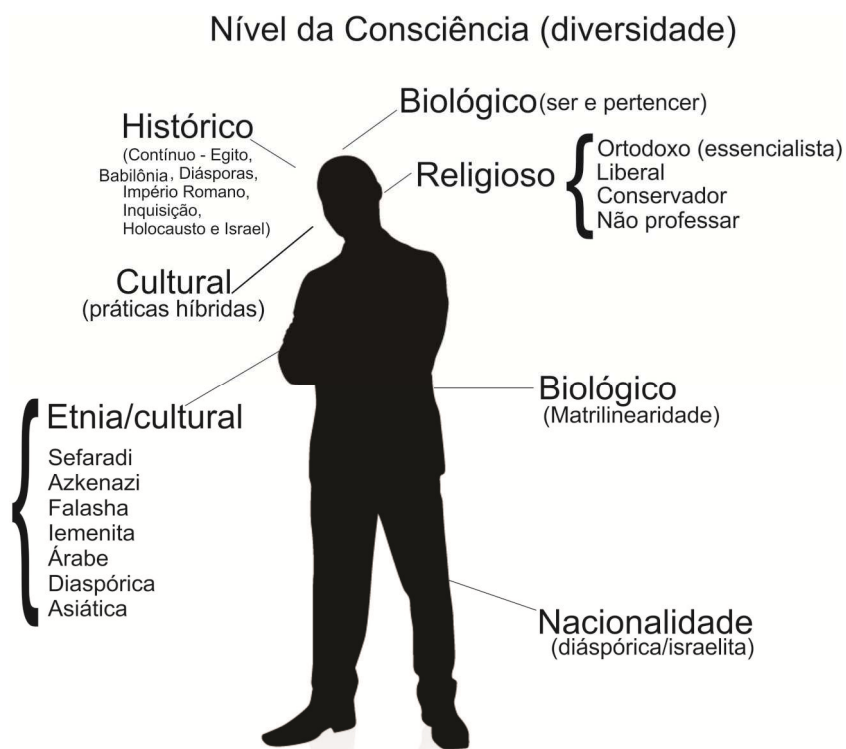 Nível da Consciência (diversidade)
Biológico (ser e pertencer)
Histórico
(Contínuo - Egito,
Babilônia, Diásporas,
Império Romano,
Inquisição,
Holocausto e Israel)
Religioso
Ortodoxo (essencialista)
Liberal
Conservador
Não professar
Cultural
(práticas híbridas)
Etnia/cultural
Sefaradi
Azkenazi
Falasha
Iemenita
Árabe
Diaspórica
Asiática
Biológico
(Matrilinearidade)
Nacionalidade
(diáspórica/israelita)